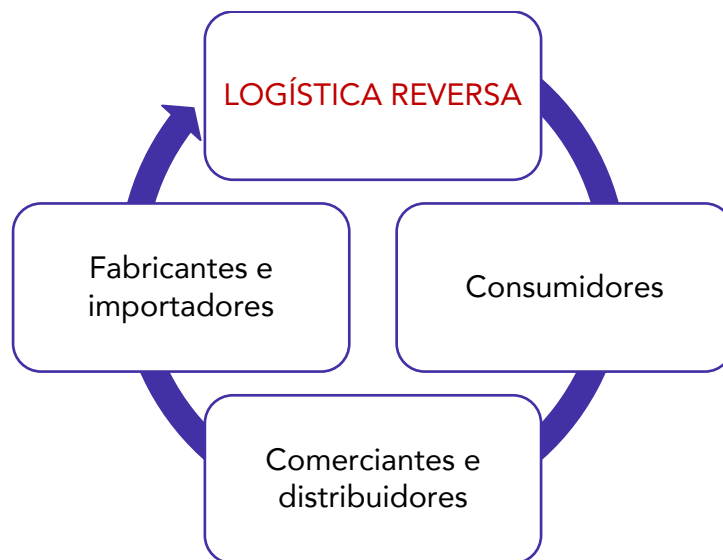 LOGÍSTICA REVERSA
Consumidores
Comerciantes e
distribuidores
Fabricantes e
importadores